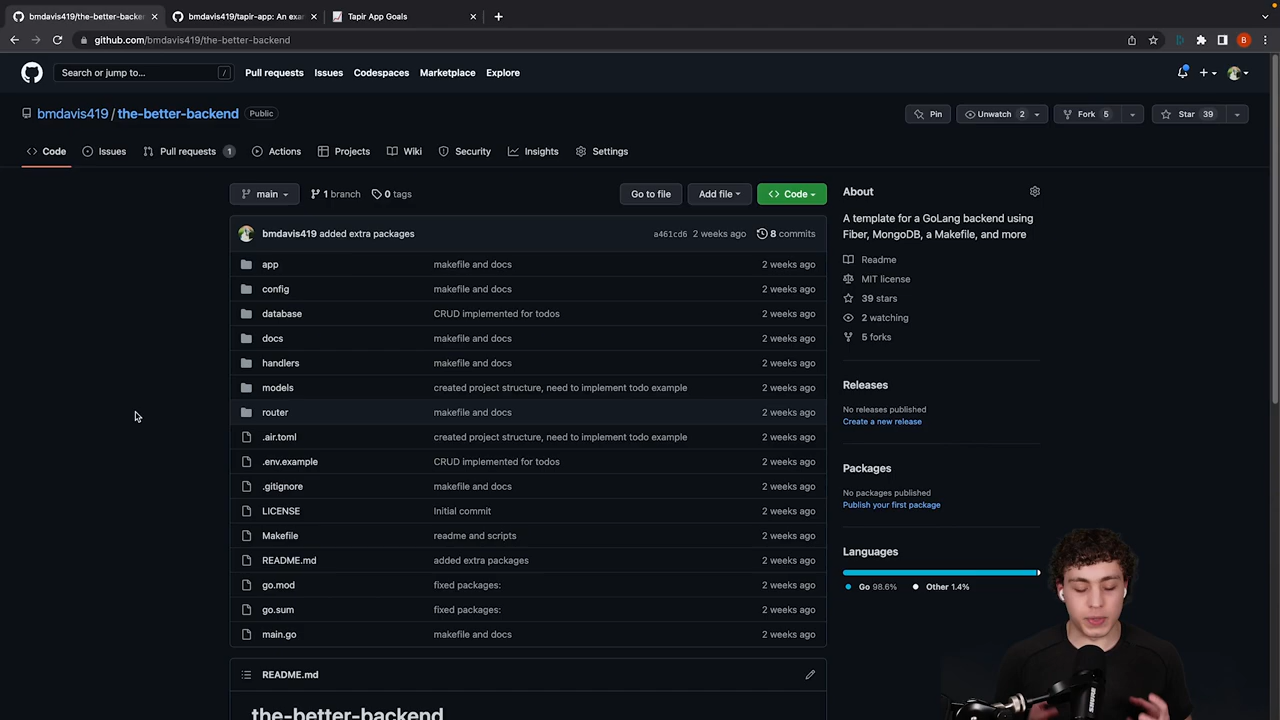 bmdavis419/the-better-backend
bmdavis419/tapir-app: An exam
Tapir App Goals
github.com/bmdavis419/the-better-backend
B
Search or jump to...
/
Pull requests
Issues
Codespaces
Marketplace
Explore
bmdavis419 / the-better-backend
Public
Pin
Unwatch 2
Fork 5
Star 39
Code
Issues
Pull requests 1
Actions
Projects
Wiki
Security
Insights
Settings
main
1 branch
0 tags
Go to file
Add file
Code
bmdavis419 added extra packages
a461cd6 2 weeks ago
8 commits
app makefile and docs 2 weeks ago
config makefile and docs 2 weeks ago
database CRUD implemented for todos 2 weeks ago
docs makefile and docs 2 weeks ago
handlers makefile and docs 2 weeks ago
models created project structure, need to implement todo example 2 weeks ago
router makefile and docs 2 weeks ago
.air.toml created project structure, need to implement todo example 2 weeks ago
.env.example CRUD implemented for todos 2 weeks ago
.gitignore makefile and docs 2 weeks ago
LICENSE Initial commit 2 weeks ago
Makefile readme and scripts 2 weeks ago
README.md added extra packages 2 weeks ago
go.mod fixed packages: 2 weeks ago
go.sum fixed packages: 2 weeks ago
main.go makefile and docs 2 weeks ago
README.md
the-better-backend
About
A template for a GoLang backend using
Fiber, MongoDB, a Makefile, and more
Readme
MIT license
39 stars
2 watching
5 forks
Releases
No releases published
Create a new release
Packages
No packages published
Publish your first package
Languages
Go 98.6%
Other 1.4%